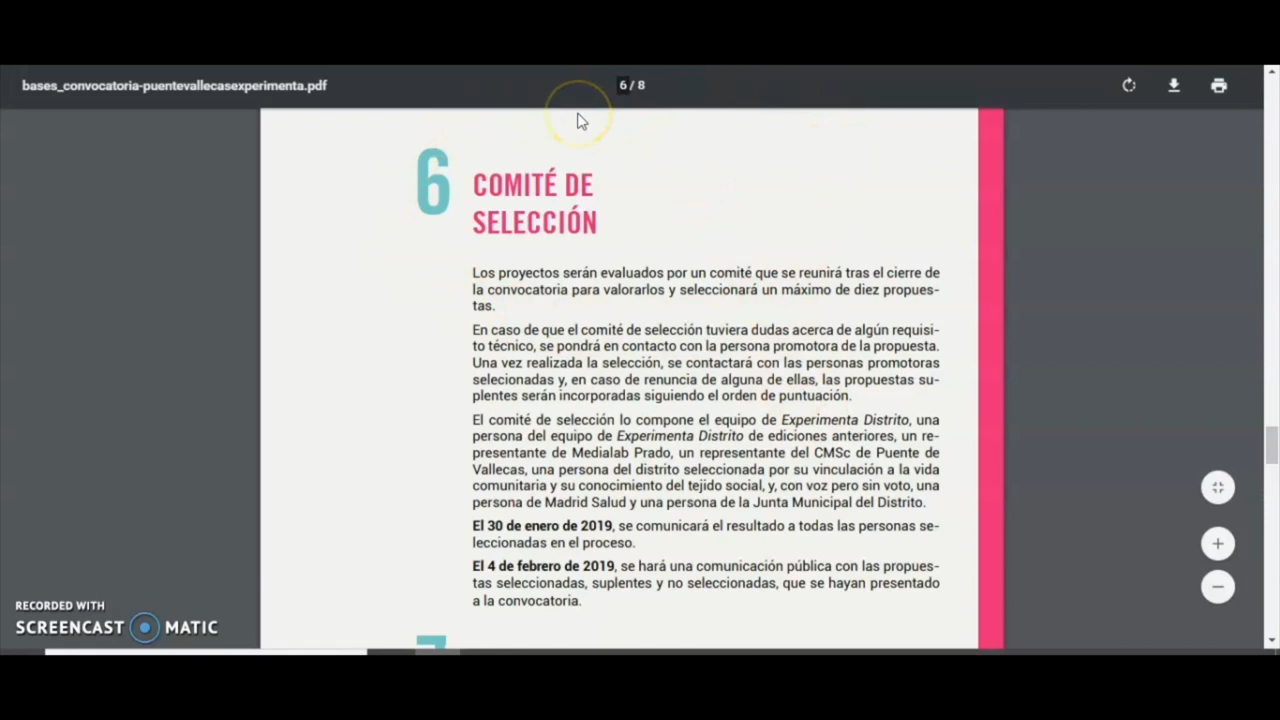 bases_convocatoria-puentevallecasexperimenta.pdf
6 / 8
6
COMITÉ DE
SELECCIÓN
Los proyectos serán evaluados por un comité que se reunirá tras el cierre de
la convocatoria para valorarlos y seleccionará un máximo de diez propues-
tas.
En caso de que el comité de selección tuviera dudas acerca de algún requisi-
to técnico, se pondrá en contacto con la persona promotora de la propuesta.
Una vez realizada la selección, se contactará con las personas promotoras
selecionadas y, en caso de renuncia de alguna de ellas, las propuestas su-
plentes serán incorporadas siguiendo el orden de puntuación.
El comité de selección lo compone el equipo de Experimenta Distrito, una
persona del equipo de Experimenta Distrito de ediciones anteriores, un re-
presentante de Medialab Prado, un representante del CMSc de Puente de
Vallecas, una persona del distrito seleccionada por su vinculación a la vida
comunitaria y su conocimiento del tejido social, y, con voz pero sin voto, una
persona de Madrid Salud y una persona de la Junta Municipal del Distrito.
El 30 de enero de 2019, se comunicará el resultado a todas las personas se-
leccionadas en el proceso.
El 4 de febrero de 2019, se hará una comunicación pública con las propues-
tas seleccionadas, suplentes y no seleccionadas, que se hayan presentado
a la convocatoria.
RECORDED WITH
SCREENCAST MATIC